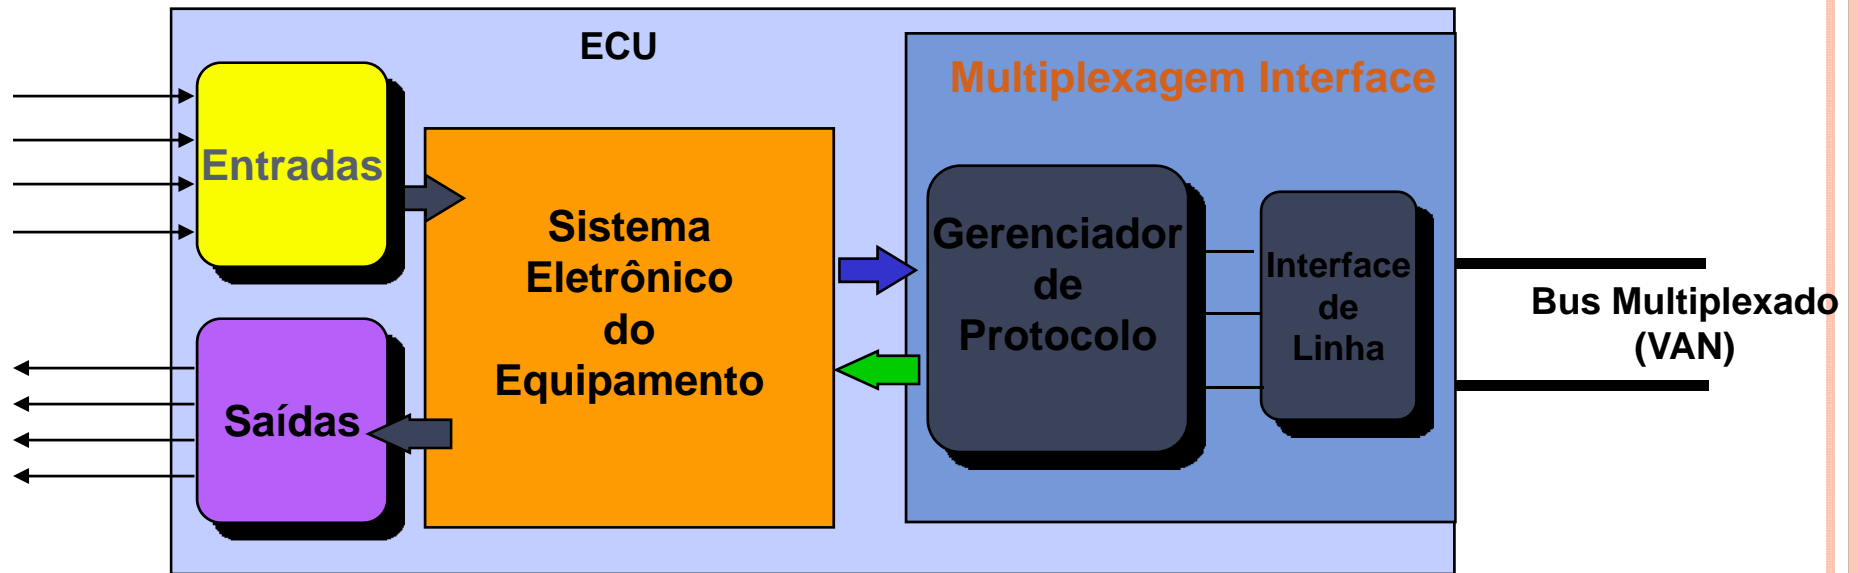 ECU
Multiplexagem Interface
Entradas
Sistema
Eletrônico
do
Equipamento
Saídas
Gerenciador
de
Protocolo
Interface
de
Linha
Bus Multiplexado
(VAN)